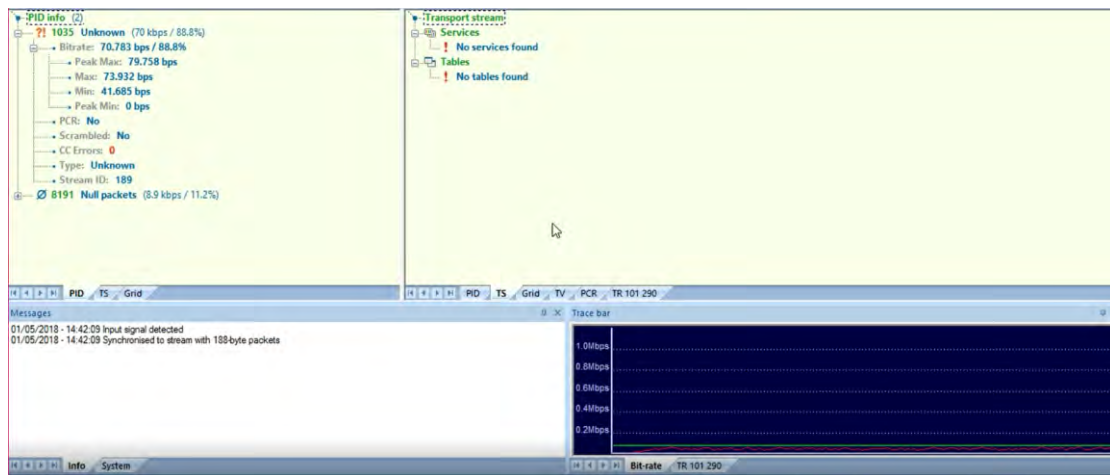 PID info (2)
?! 1035 Unknown (70 kbps / 88.8%)
Bitrate: 70.783 bps / 88.8%
Peak Max: 79.758 bps
Max: 73.932 bps
Min: 41.685 bps
Peak Min: 0 bps
PCR: No
Scrambled: No
CC Errors: 0
Type: Unknown
Stream ID: 189
Ø 8191 Null packets (8.9 kbps / 11.2%)
PID TS Grid
Transport stream
Services
! No services found
Tables
! No tables found
PID TS Grid TV PCR TR 101 290
Messages
01/05/2018 - 14:42:09 Input signal detected
01/05/2018 - 14:42:09 Synchronised to stream with 188-byte packets
Info System
Trace bar
1.0Mbps
0.8Mbps
0.6Mbps
0.4Mbps
0.2Mbps
Bit-rate TR 101 290